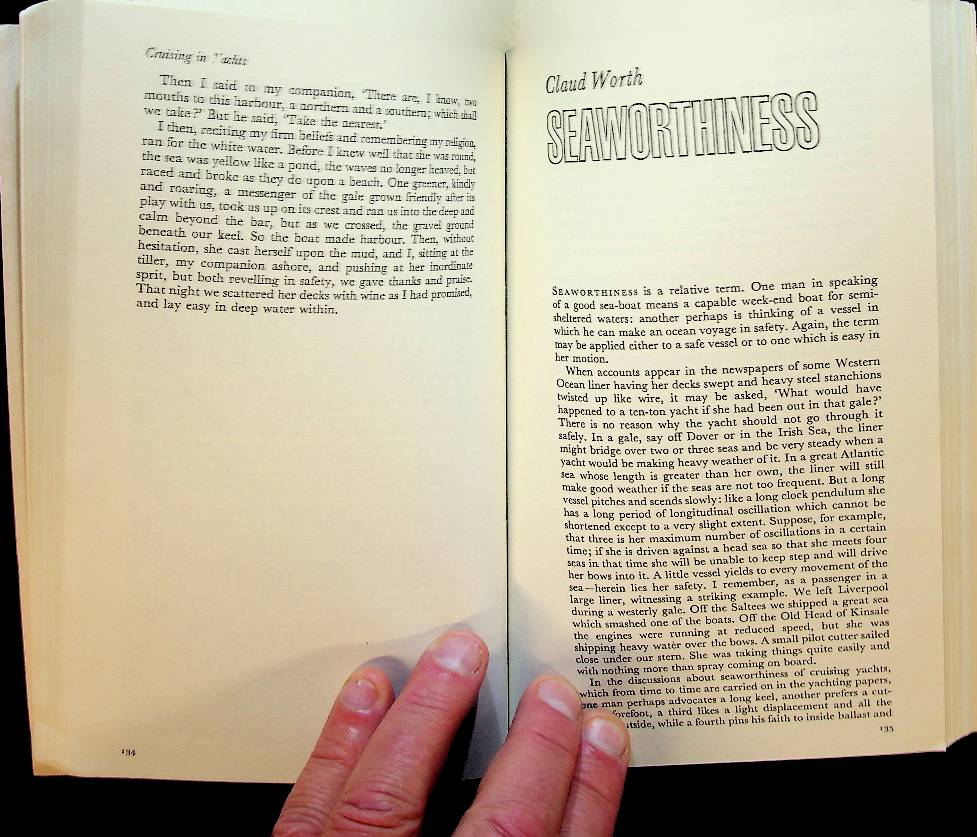 Cruising in Yachts
Then I said to my companion, 'There are, I know, two
mouths to this harbour, a northern and a southern; which shall
we take?' But he said, 'Take the nearest.'
I then, reciting my firm beliefs and remembering my religion,
ran for the white water. Before I knew well that she was round,
the sea was yellow like a pond, the waves no longer heaved, but
raced and broke as they do upon a beach. One greener, kindly
and roaring, a messenger of the gale grown friendly after its
play with us, took us up on its crest and ran us into the deep and
calm beyond the bar, but as we crossed, the gravel ground
beneath our keel. So the boat made harbour. Then, without
hesitation, she cast herself upon the mud, and I, sitting at the
tiller, my companion ashore, and pushing at her inordinate
sprit, but both revelling in safety, we gave thanks and praise.
That night we scattered her decks with wine as I had promised,
and lay easy in deep water within.
134
Claud Worth
SEAWORTHINESS
SEAWORTHINESS is a relative term. One man in speaking
of a good sea-boat means a capable week-end boat for semi-
sheltered waters: another perhaps is thinking of a vessel in
which he can make an ocean voyage in safety. Again, the term
may be applied either to a safe vessel or to one which is easy in
her motion.
When accounts appear in the newspapers of some Western
Ocean liner having her decks swept and heavy steel stanchions
twisted up like wire, it may be asked, 'What would have
happened to a ten-ton yacht if she had been out in that gale?'
There is no reason why the yacht should not go through it
safely. In a gale, say off Dover or in the Irish Sea, the liner
might bridge over two or three seas and be very steady when a
yacht would be making heavy weather of it. In a great Atlantic
sea whose length is greater than her own, the liner will still
make good weather if the seas are not too frequent. But a long
vessel pitches and scends slowly: like a long clock pendulum she
has a long period of longitudinal oscillation which cannot be
shortened except to a very slight extent. Suppose, for example,
that three is her maximum number of oscillations in a certain
time; if she is driven against a head sea so that she meets four
seas in that time she will be unable to keep step and will drive
her bows into it. A little vessel yields to every movement of the
sea—herein lies her safety. I remember, as a passenger in a
large liner, witnessing a striking example. We left Liverpool
during a westerly gale. Off the Saltees we shipped a great sea
which smashed one of the boats. Off the Old Head of Kinsale
the engines were running at reduced speed, but she was
shipping heavy water over the bows. A small pilot cutter sailed
close under our stern. She was taking things quite easily and
with nothing more than spray coming on board.
In the discussions about seaworthiness of cruising yachts,
which from time to time are carried on in the yachting papers,
one man perhaps advocates a long keel, another prefers a cut-
forefoot, a third likes a light displacement and all the
while a fourth pins his faith to inside ballast and
135